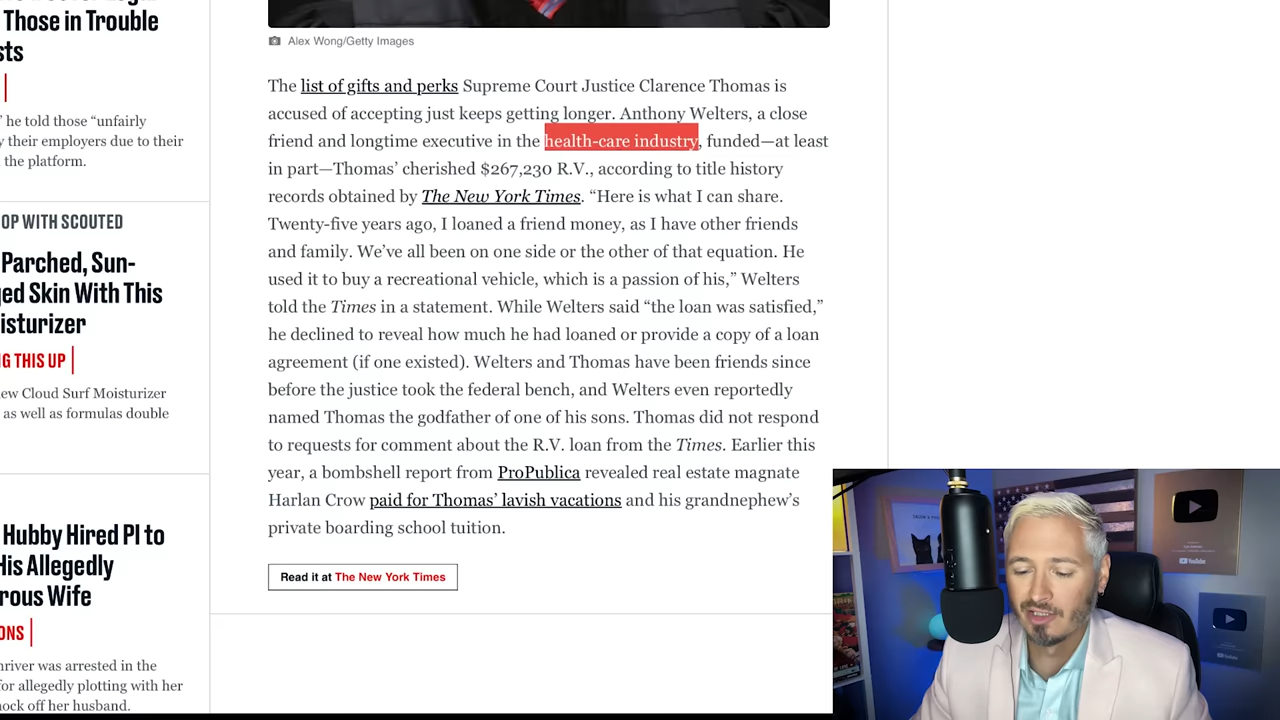 Those in Trouble
sts
’ he told those “unfairly
y their employers due to their
the platform.
OP WITH SCOUTED
Parched, Sun-
ged Skin With This
isturizer
G THIS UP
ew Cloud Surf Moisturizer
as well as formulas double
Hubby Hired PI to
His Allegedly
rous Wife
ONS
hriver was arrested in the
for allegedly plotting with her
nock off her husband.
Alex Wong/Getty Images
The list of gifts and perks Supreme Court Justice Clarence Thomas is
accused of accepting just keeps getting longer. Anthony Welters, a close
friend and longtime executive in the health-care industry, funded—at least
in part—Thomas’ cherished $267,230 R.V., according to title history
records obtained by The New York Times. “Here is what I can share.
Twenty-five years ago, I loaned a friend money, as I have other friends
and family. We’ve all been on one side or the other of that equation. He
used it to buy a recreational vehicle, which is a passion of his,” Welters
told the Times in a statement. While Welters said “the loan was satisfied,”
he declined to reveal how much he had loaned or provide a copy of a loan
agreement (if one existed). Welters and Thomas have been friends since
before the justice took the federal bench, and Welters even reportedly
named Thomas the godfather of one of his sons. Thomas did not respond
to requests for comment about the R.V. loan from the Times. Earlier this
year, a bombshell report from ProPublica revealed real estate magnate
Harlan Crow paid for Thomas’ lavish vacations and his grandnephew’s
private boarding school tuition.
Read it at The New York Times
YouTube
YouTube